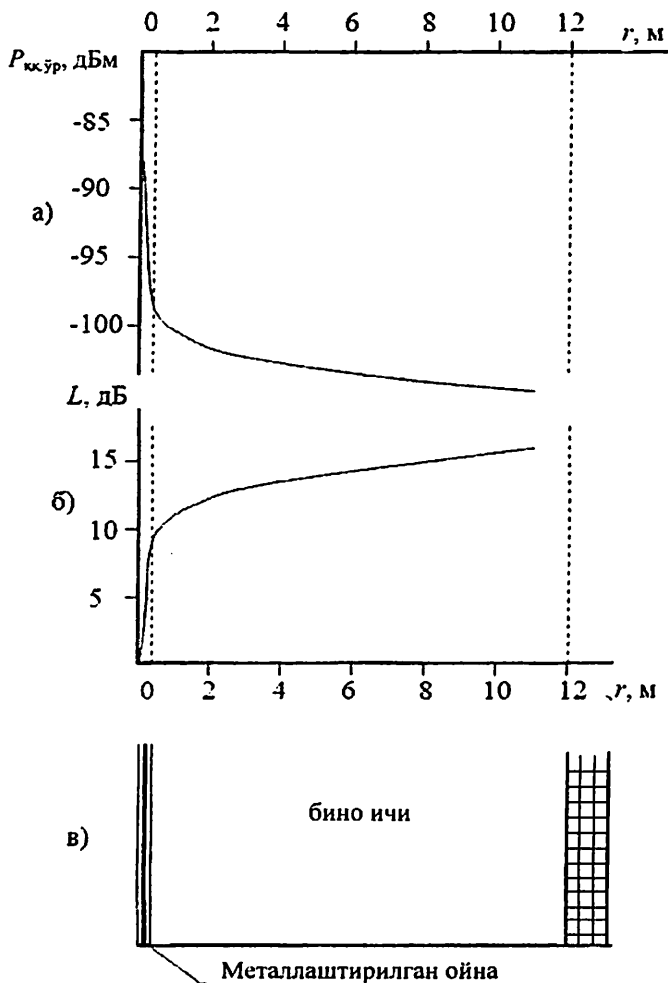 0 2 4 6 8 10 12 r, м
Pкк.ўр, дБм
-85
-90
а)
-95
-100
L, дБ
15
б)
10
5
0 2 4 6 8 10 12 r, м
бино ичи
в)
Металлаштирилган ойна